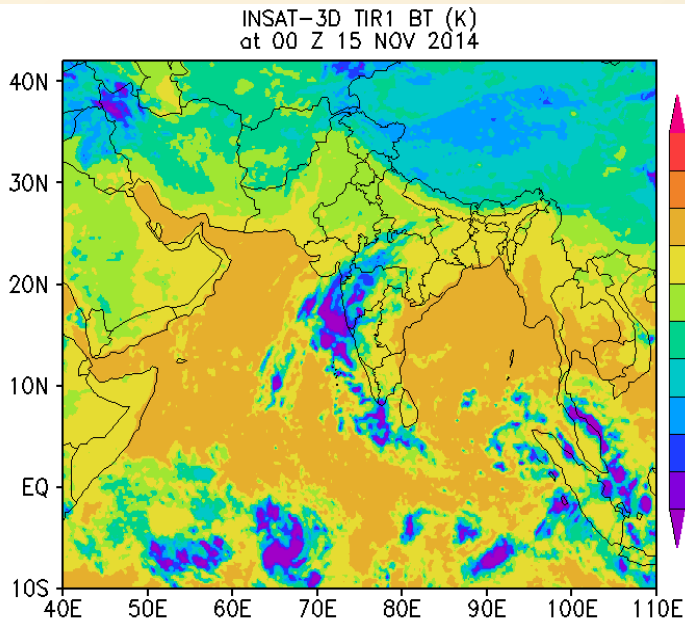 INSAT-3D TIR1 BT (K)
at 00 Z 15 NOV 2014
40N
30N
20N
10N
EQ
10S
40E 50E 60E 70E 80E 90E 100E 110E